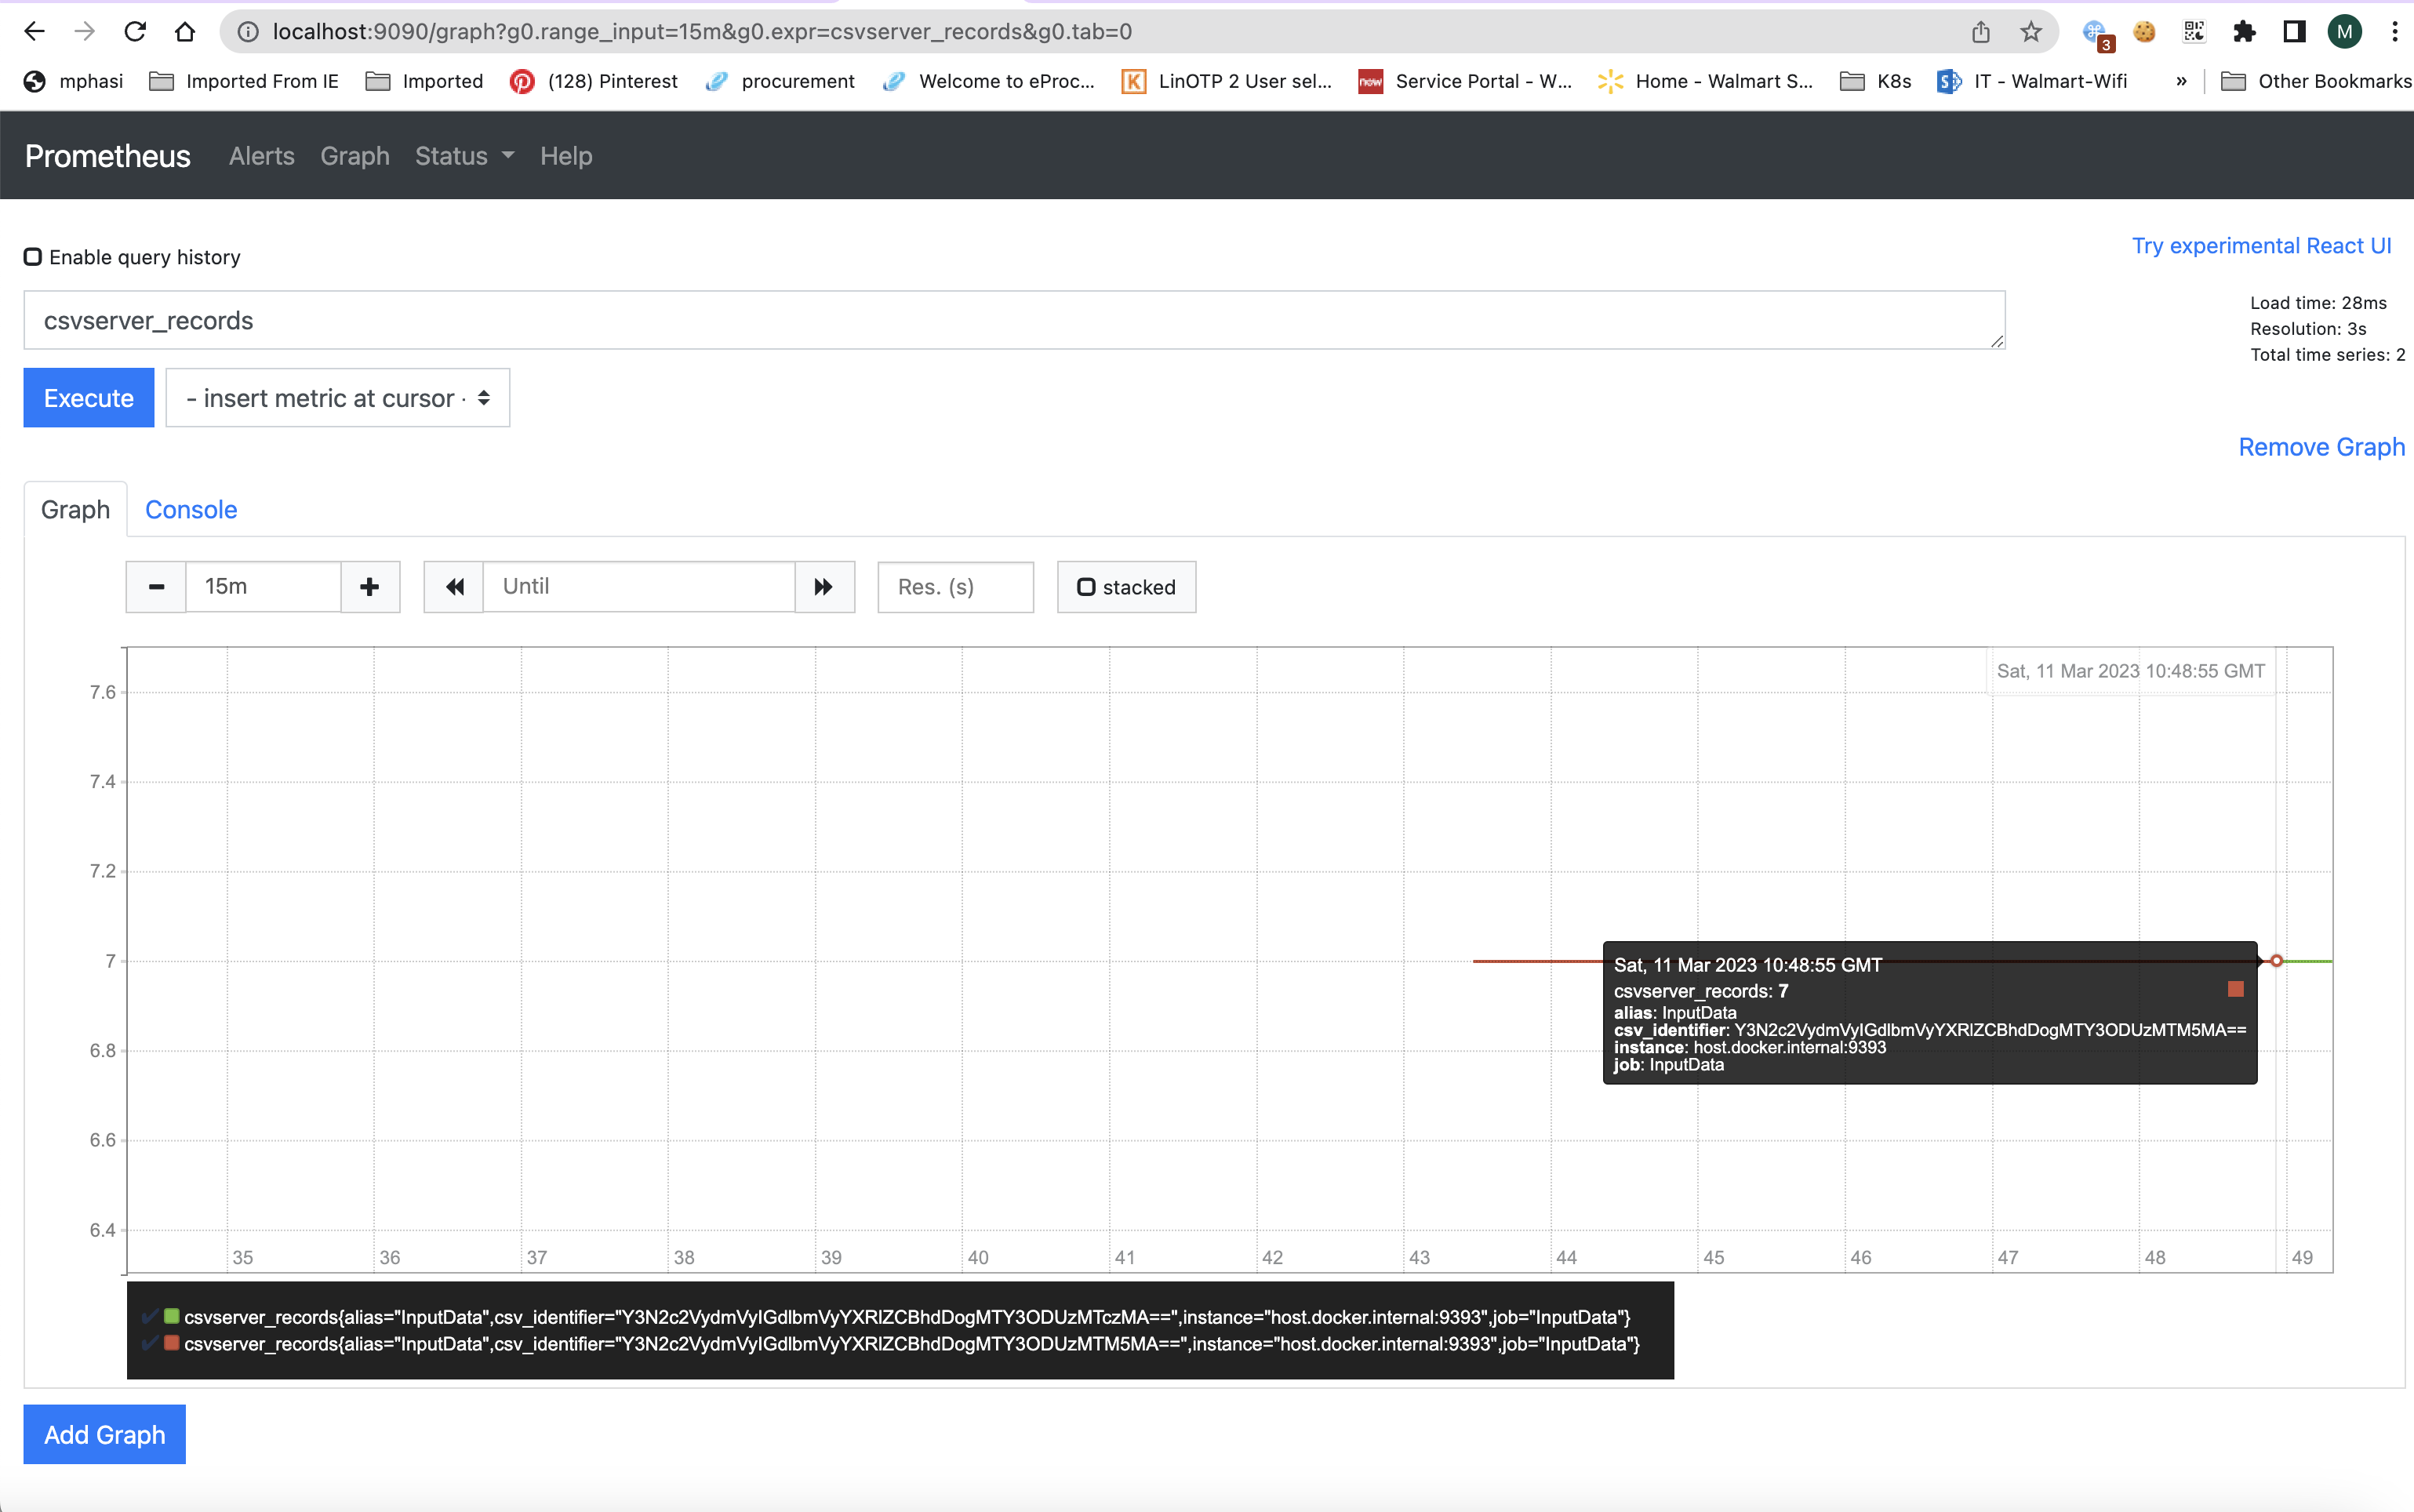 localhost:9090/graph?g0.range_input=15m&g0.expr=csvserver_records&g0.tab=0
3
M
mphasi Imported From IE Imported (128) Pinterest procurement Welcome to eProc... K LinOTP 2 User sel... now Service Portal - W... Home - Walmart S... K8s S IT - Walmart-Wifi » Other Bookmarks
Prometheus Alerts Graph Status Help
Enable query history
Try experimental React UI
csvserver_records
Load time: 28ms
Resolution: 3s
Total time series: 2
Execute - insert metric at cursor -
Remove Graph
Graph Console
15m Until Res. (s) stacked
Sat, 11 Mar 2023 10:48:55 GMT
7.6
7.4
7.2
7
6.8
6.6
6.4
Sat, 11 Mar 2023 10:48:55 GMT
csvserver_records: 7
alias: InputData
csv_identifier: Y3N2c2VydmVyIGdlbmVyYXRlZCBhdDogMTY3ODUzMTM5MA==
instance: host.docker.internal:9393
job: InputData
35 36 37 38 39 40 41 42 43 44 45 46 47 48 49
csvserver_records{alias="InputData",csv_identifier="Y3N2c2VydmVyIGdlbmVyYXRlZCBhdDogMTY3ODUzMTczMA==",instance="host.docker.internal:9393",job="InputData"}
csvserver_records{alias="InputData",csv_identifier="Y3N2c2VydmVyIGdlbmVyYXRlZCBhdDogMTY3ODUzMTM5MA==",instance="host.docker.internal:9393",job="InputData"}
Add Graph